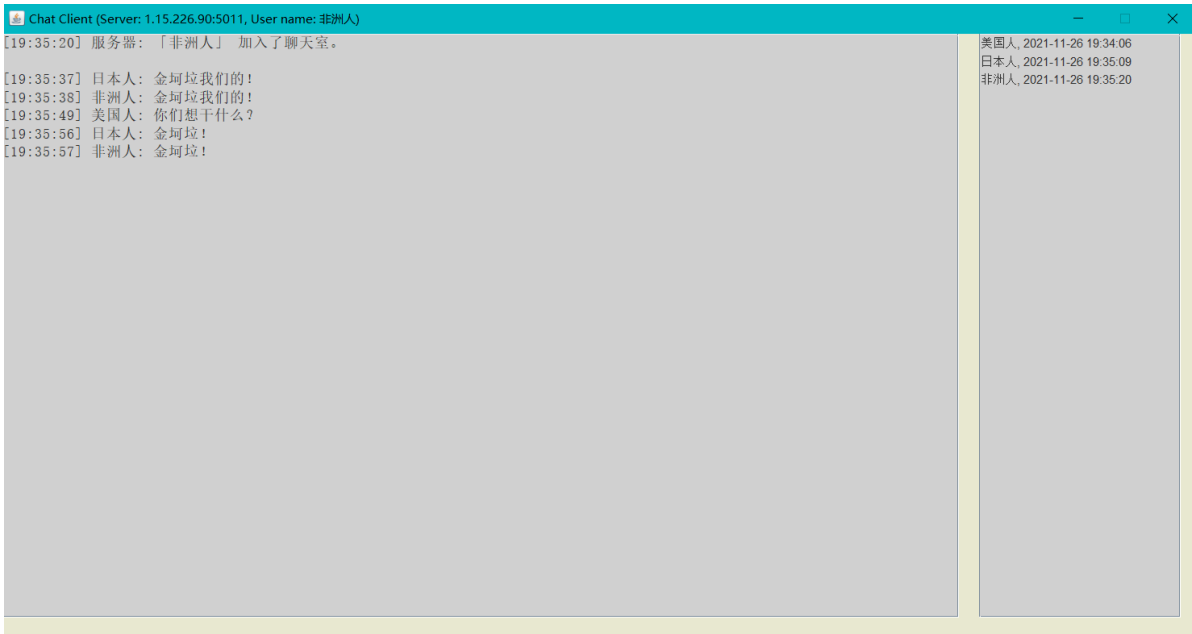 Chat Client (Server: 1.15.226.90:5011, User name: 非洲人)
[19:35:20] 服务器: 「非洲人」 加入了聊天室。
[19:35:37] 日本人: 金坷垃我们的!
[19:35:38] 非洲人: 金坷垃我们的!
[19:35:49] 美国人: 你们想干什么?
[19:35:56] 日本人: 金坷垃!
[19:35:57] 非洲人: 金坷垃!
美国人, 2021-11-26 19:34:06
日本人, 2021-11-26 19:35:09
非洲人, 2021-11-26 19:35:20